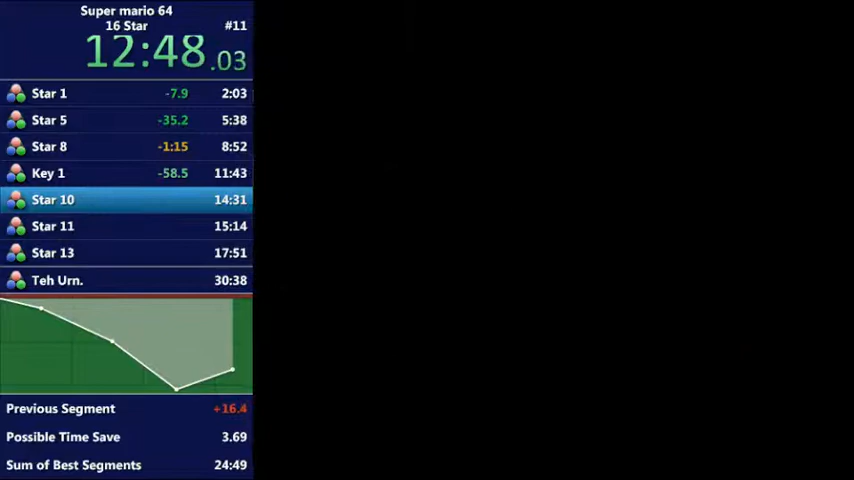 Super mario 64
16 Star #11
12:48.03
Star 1 -7.9 2:03
Star 5 -35.2 5:38
Star 8 -1:15 8:52
Key 1 -58.5 11:43
Star 10 14:31
Star 11 15:14
Star 13 17:51
Teh Urn. 30:38
Previous Segment +16.4
Possible Time Save 3.69
Sum of Best Segments 24:49